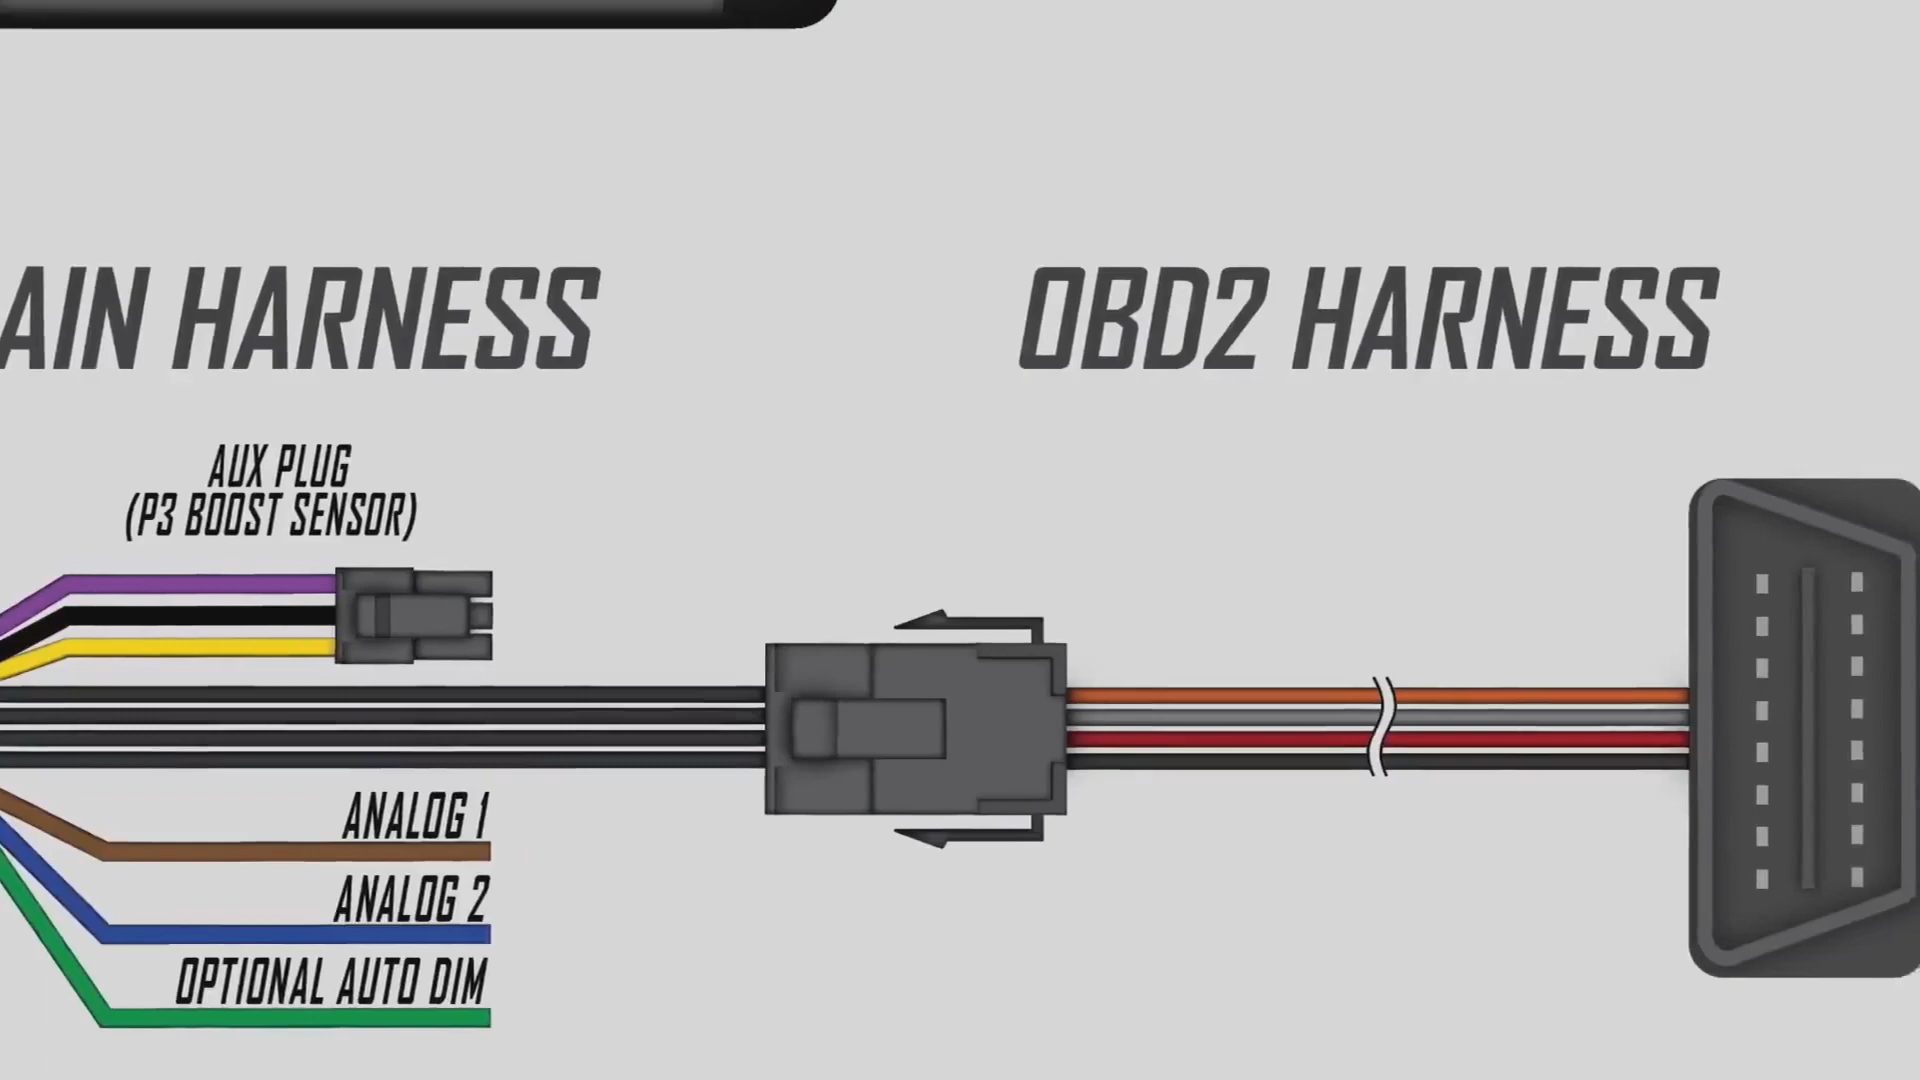 AIN HARNESS
OBD2 HARNESS
AUX PLUG
(P3 BOOST SENSOR)
ANALOG 1
ANALOG 2
OPTIONAL AUTO DIM